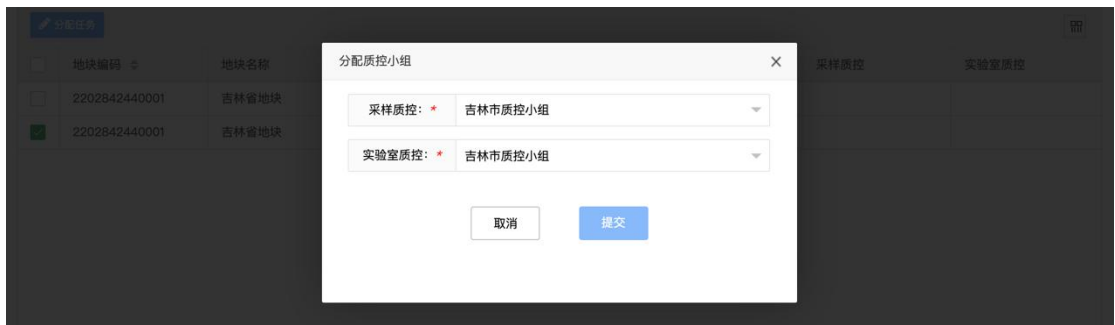 分配任务
地块编码 地块名称 采样质控 实验室质控
2202842440001 吉林省地块
2202842440001 吉林省地块
分配质控小组
采样质控：* 吉林市质控小组
实验室质控：* 吉林市质控小组
取消 提交